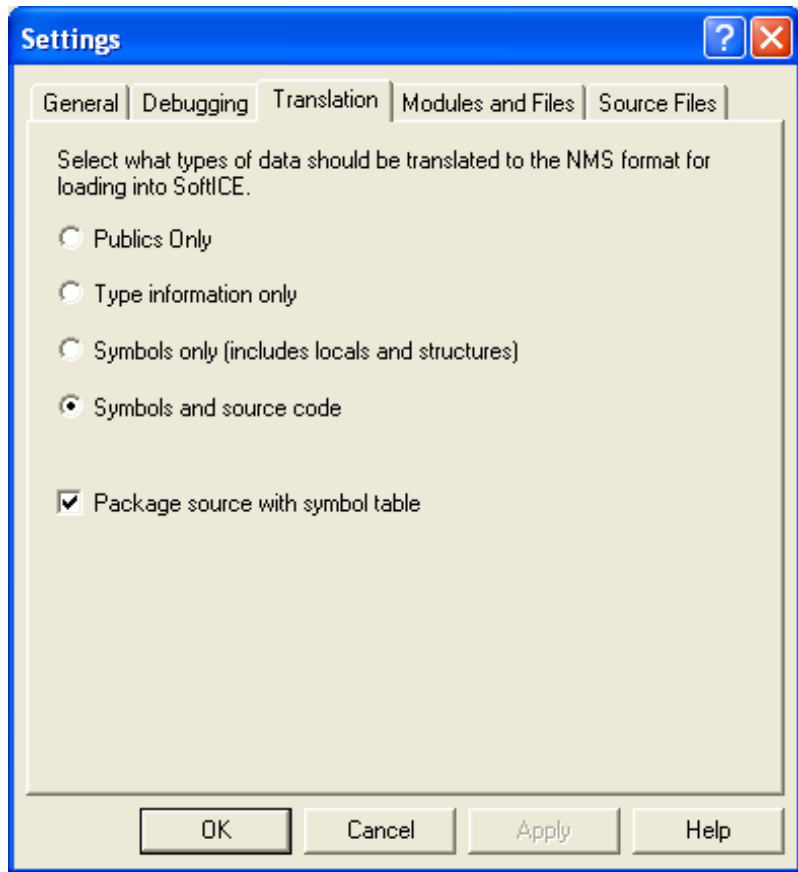 Settings
General Debugging Translation Modules and Files Source Files
Select what types of data should be translated to the NMS format for
loading into SoftICE.
Publics Only
Type information only
Symbols only (includes locals and structures)
Symbols and source code
Package source with symbol table
OK Cancel Apply Help